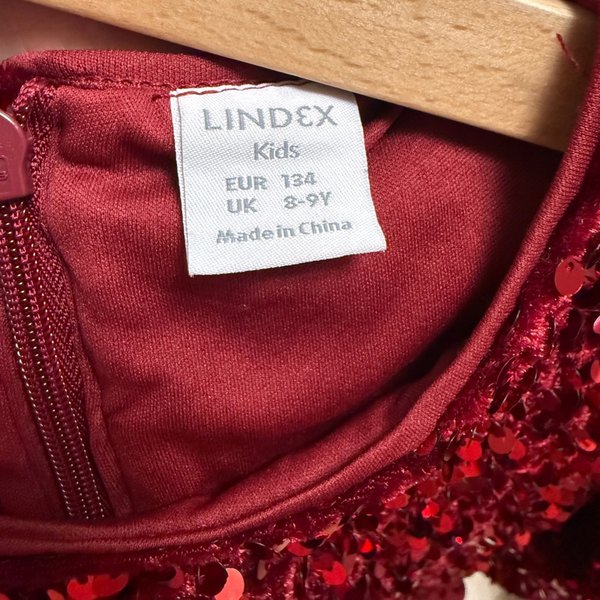 LINDEX
Kids
EUR 134
UK 8-9Y
Made in China